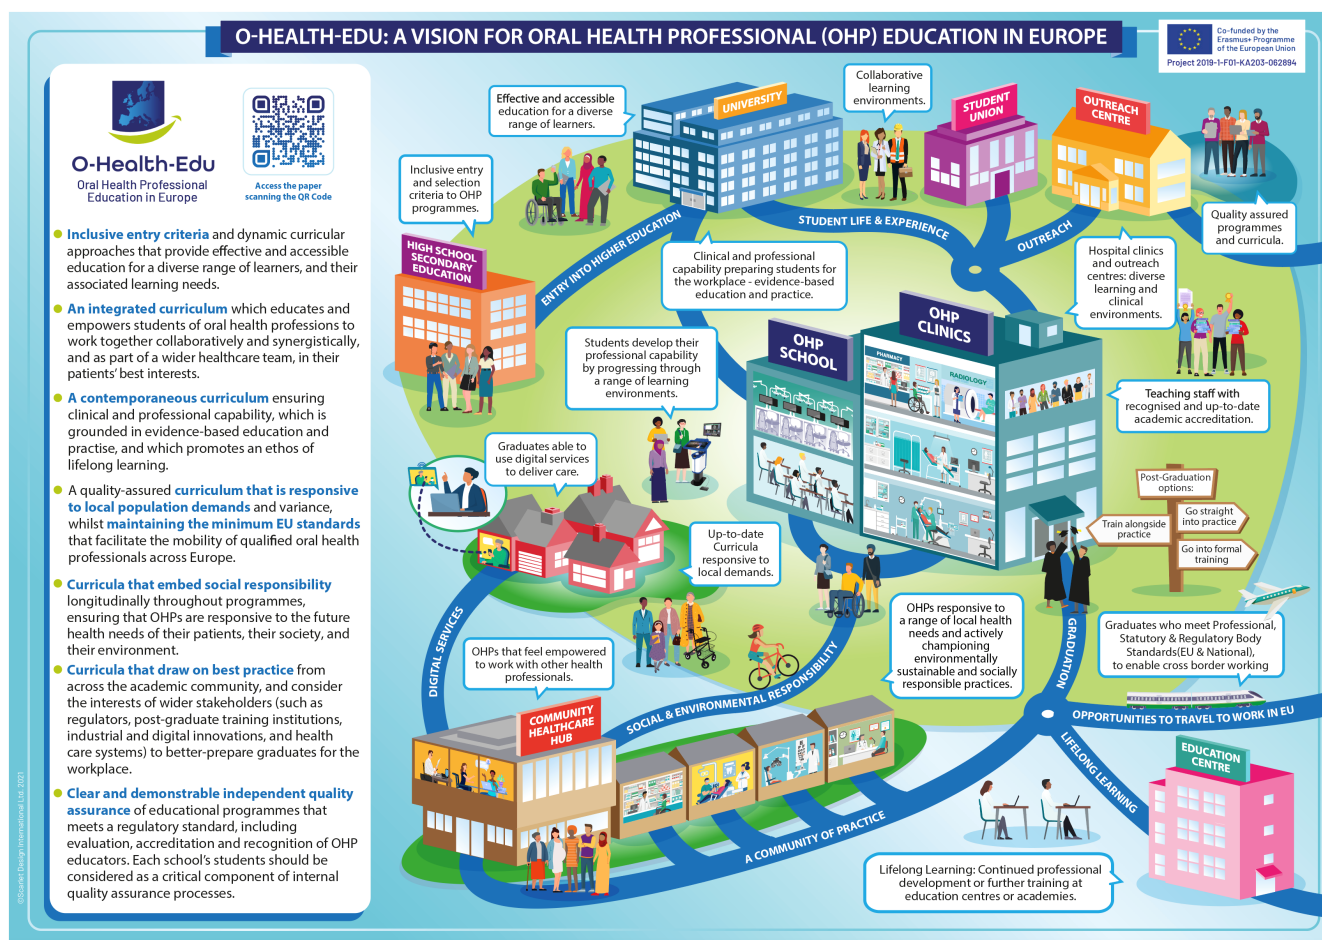 O-HEALTH-EDU: A VISION FOR ORAL HEALTH PROFESSIONAL (OHP) EDUCATION IN EUROPE
Co-funded by the
Erasmus+ Programme
of the European Union
Project 2019-1-F01-KA203-062894
O-Health-Edu
Oral Health Professional
Education in Europe
Access the paper
scanning the QR Code
Inclusive entry criteria and dynamic curricular
approaches that provide effective and accessible
education for a diverse range of learners, and their
associated learning needs.
An integrated curriculum which educates and
empowers students of oral health professions to
work together collaboratively and synergistically,
and as part of a wider healthcare team, in their
patients' best interests.
A contemporaneous curriculum ensuring
clinical and professional capability, which is
grounded in evidence-based education and
practise, and which promotes an ethos of
lifelong learning.
A quality-assured curriculum that is responsive
to local population demands and variance,
whilst maintaining the minimum EU standards
that facilitate the mobility of qualified oral health
professionals across Europe.
Curricula that embed social responsibility
longitudinally throughout programmes,
ensuring that OHPs are responsive to the future
health needs of their patients, their society, and
their environment.
Curricula that draw on best practice from
across the academic community, and consider
the interests of wider stakeholders (such as
regulators, post-graduate training institutions,
industrial and digital innovations, and health
care systems) to better-prepare graduates for the
workplace.
Clear and demonstrable independent quality
assurance of educational programmes that
meets a regulatory standard, including
evaluation, accreditation and recognition of OHP
educators. Each school's students should be
considered as a critical component of internal
quality assurance processes.
©Scarlet Design International Ltd. 2021
Effective and accessible
education for a diverse
range of learners.
UNIVERSITY
Collaborative
learning
environments.
STUDENT
UNION
OUTREACH
CENTRE
Inclusive entry
and selection
criteria to OHP
programmes.
HIGH SCHOOL
SECONDARY
EDUCATION
ENTRY INTO HIGHER EDUCATION
STUDENT LIFE & EXPERIENCE
OUTREACH
Quality assured
programmes
and curricula.
Clinical and professional
capability preparing students for
the workplace - evidence-based
education and practice.
Hospital clinics
and outreach
centres: diverse
learning and
clinical
environments.
Students develop their
professional capability
by progressing through
a range of learning
environments.
OHP
SCHOOL
OHP
CLINICS
PHARMACY
RADIOLOGY
Teaching staff with
recognised and up-to-date
academic accreditation.
Graduates able to
use digital services
to deliver care.
Post-Graduation
options:
Go straight
into practice
Train alongside
practice
Go into formal
training
Up-to-date
Curricula
responsive to
local demands.
DIGITAL SERVICES
OHPs that feel empowered
to work with other health
professionals.
SOCIAL & ENVIRONMENTAL RESPONSIBILITY
OHPs responsive to
a range of local health
needs and actively
championing
environmentally
sustainable and socially
responsible practices.
GRADUATION
Graduates who meet Professional,
Statutory & Regulatory Body
Standards(EU & National),
to enable cross border working
OPPORTUNITIES TO TRAVEL TO WORK IN EU
COMMUNITY
HEALTHCARE
HUB
LIFELONG LEARNING
EDUCATION
CENTRE
A COMMUNITY OF PRACTICE
Lifelong Learning: Continued professional
development or further training at
education centres or academies.